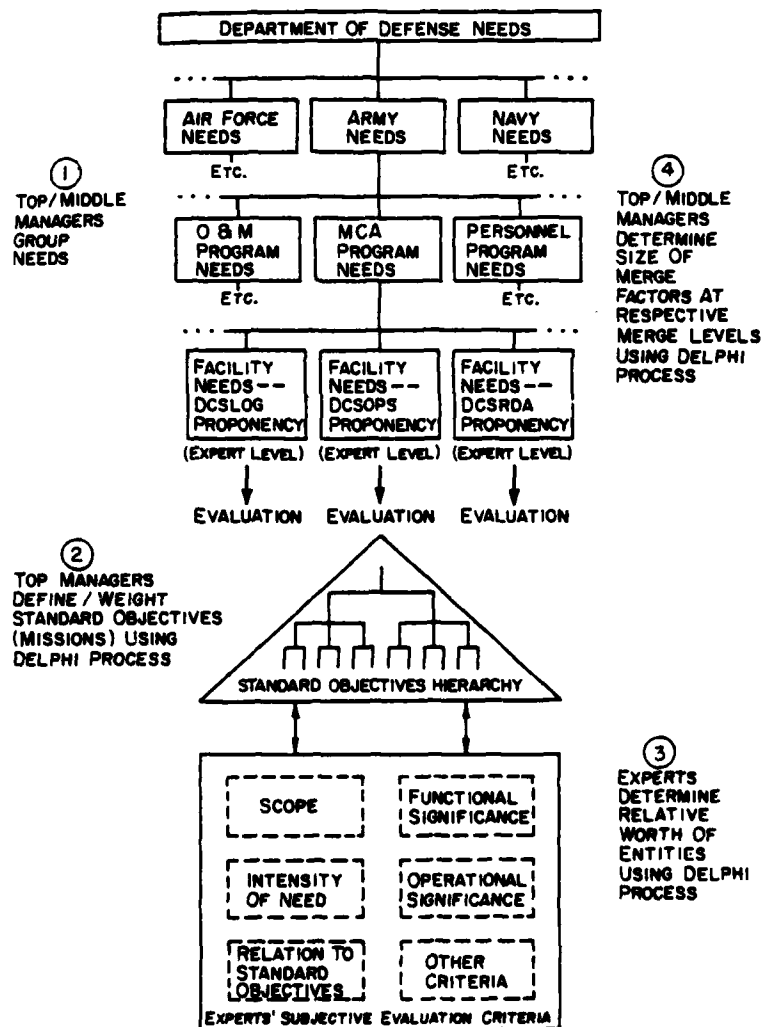 DEPARTMENT OF DEFENSE NEEDS
AIR FORCE
NEEDS
ARMY
NEEDS
NAVY
NEEDS
ETC.
ETC.
1
TOP/MIDDLE
MANAGERS
GROUP
NEEDS
4
TOP/MIDDLE
MANAGERS
DETERMINE
SIZE OF
MERGE
FACTORS AT
RESPECTIVE
MERGE LEVELS
USING DELPHI
PROCESS
O & M
PROGRAM
NEEDS
MCA
PROGRAM
NEEDS
PERSONNEL
PROGRAM
NEEDS
ETC.
ETC.
FACILITY
NEEDS--
DCSLOG
PROPONENCY
FACILITY
NEEDS--
DCSOPS
PROPONENCY
FACILITY
NEEDS--
DCSRDA
PROPONENCY
(EXPERT LEVEL)
(EXPERT LEVEL)
(EXPERT LEVEL)
EVALUATION
EVALUATION
EVALUATION
2
TOP MANAGERS
DEFINE/WEIGHT
STANDARD OBJECTIVES
(MISSIONS) USING
DELPHI PROCESS
STANDARD OBJECTIVES HIERARCHY
3
EXPERTS
DETERMINE
RELATIVE
WORTH OF
ENTITIES
USING DELPHI
PROCESS
SCOPE
FUNCTIONAL
SIGNIFICANCE
INTENSITY
OF NEED
OPERATIONAL
SIGNIFICANCE
RELATION TO
STANDARD
OBJECTIVES
OTHER
CRITERIA
EXPERTS' SUBJECTIVE EVALUATION CRITERIA